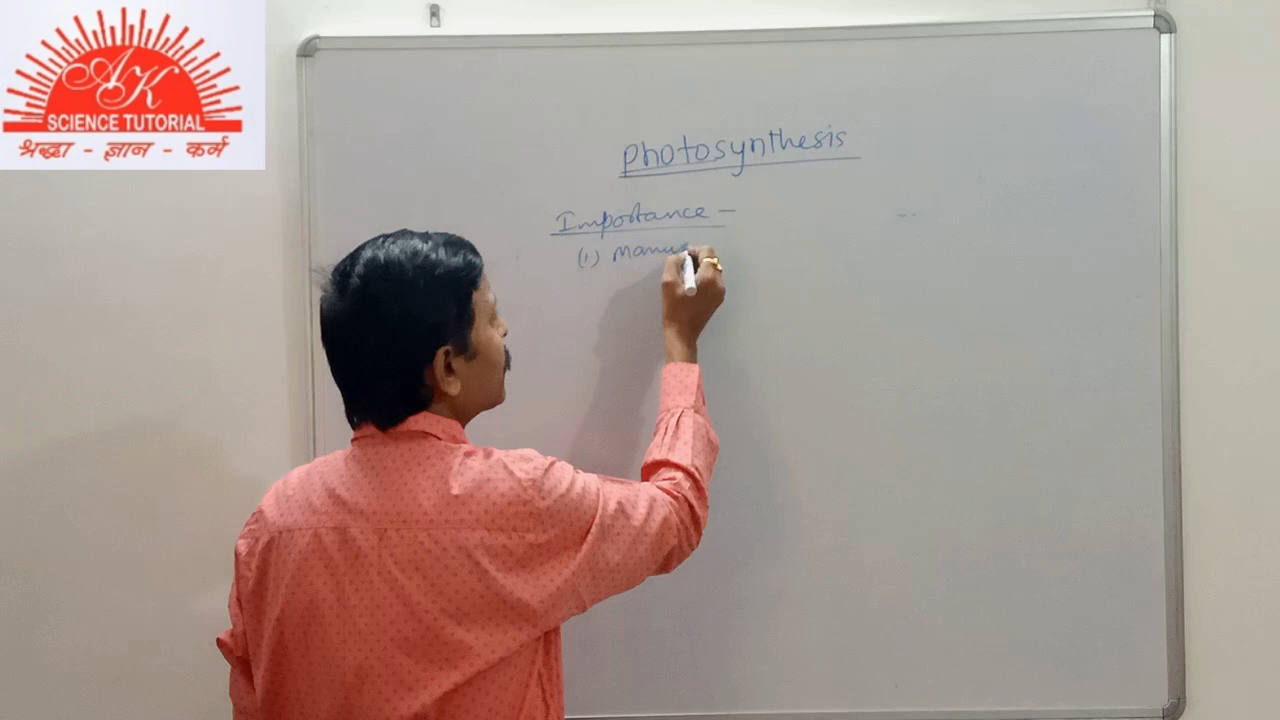 AK
SCIENCE TUTORIAL
श्रद्धा - ज्ञान - कर्म
Photosynthesis
Importance -
(1) Manu